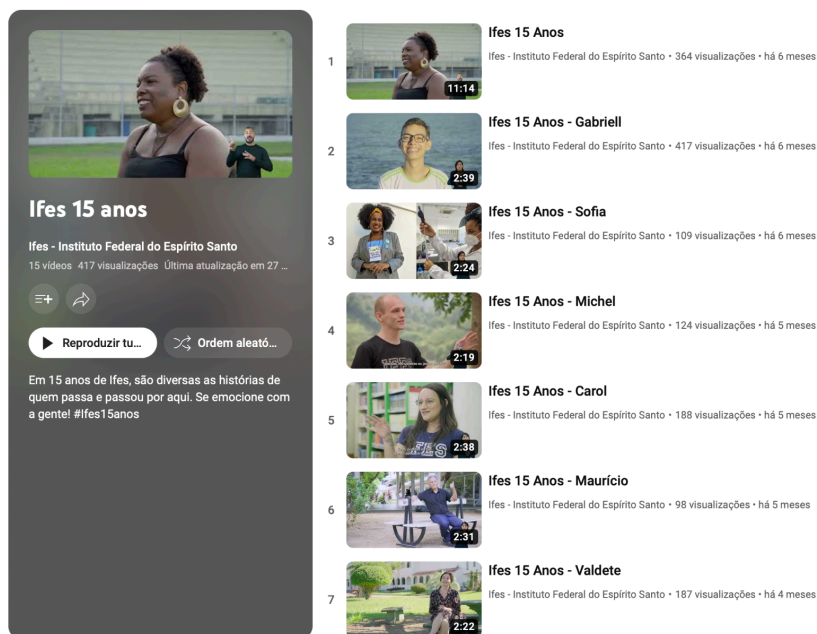 Ifes 15 anos
Ifes - Instituto Federal do Espírito Santo
15 vídeos 417 visualizações Última atualização em 27 ...
Reproduzir tu...
Ordem aleató...
Em 15 anos de Ifes, são diversas as histórias de
quem passa e passou por aqui. Se emocione com
a gente! #Ifes15anos
1
11:14
Ifes 15 Anos
Ifes - Instituto Federal do Espírito Santo • 364 visualizações • há 6 meses
2
2:39
Ifes 15 Anos - Gabriell
Ifes - Instituto Federal do Espírito Santo • 417 visualizações • há 6 meses
3
2:24
Ifes 15 Anos - Sofia
Ifes - Instituto Federal do Espírito Santo • 109 visualizações • há 6 meses
4
2:19
Ifes 15 Anos - Michel
Ifes - Instituto Federal do Espírito Santo • 124 visualizações • há 5 meses
5
IFES
2:38
Ifes 15 Anos - Carol
Ifes - Instituto Federal do Espírito Santo • 188 visualizações • há 5 meses
6
2:31
Ifes 15 Anos - Maurício
Ifes - Instituto Federal do Espírito Santo • 98 visualizações • há 5 meses
7
2:22
Ifes 15 Anos - Valdete
Ifes - Instituto Federal do Espírito Santo • 187 visualizações • há 4 meses